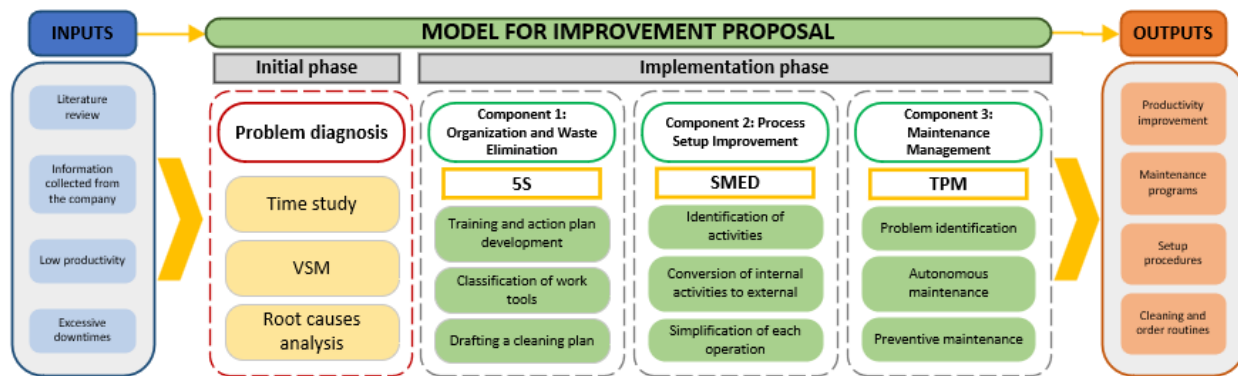 INPUTS
MODEL FOR IMPROVEMENT PROPOSAL
OUTPUTS
Initial phase
Implementation phase
Literature
review
Information
collected from
the company
Low productivity
Excessive
downtimes
Problem diagnosis
Time study
VSM
Root causes
analysis
Component 1:
Organization and Waste
Elimination
5S
Training and action plan
development
Classification of work
tools
Drafting a cleaning plan
Component 2: Process
Setup Improvement
SMED
Identification of
activities
Conversion of internal
activities to external
Simplification of each
operation
Component 3:
Maintenance
Management
TPM
Problem identification
Autonomous
maintenance
Preventive maintenance
Productivity
improvement
Maintenance
programs
Setup
procedures
Cleaning and
order routines